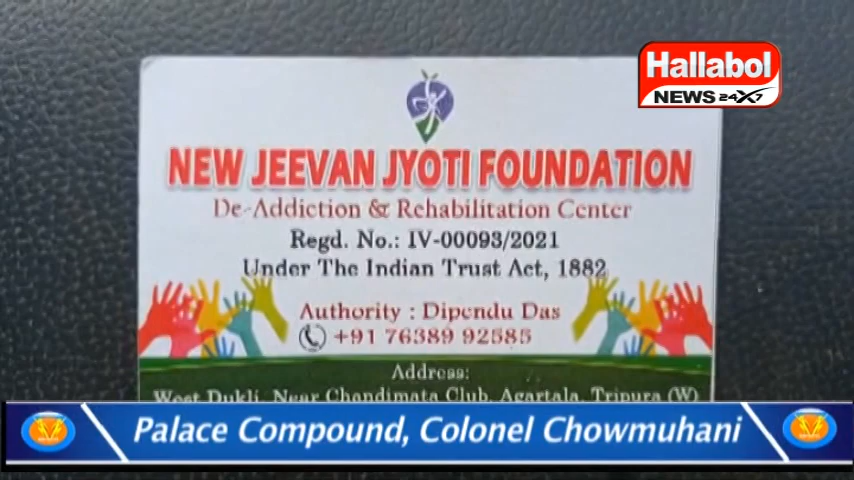 Hallabol
NEWS 24X7
NEW JEEVAN JYOTI FOUNDATION
De-Addiction & Rehabilitation Center
Regd. No.: IV-00093/2021
Under The Indian Trust Act, 1882
Authority : Dipendu Das
+91 76389 92585
Address:
West Dukli, Near Chandimata Club, Agartala, Tripura (W)
Palace Compound, Colonel Chowmuhani